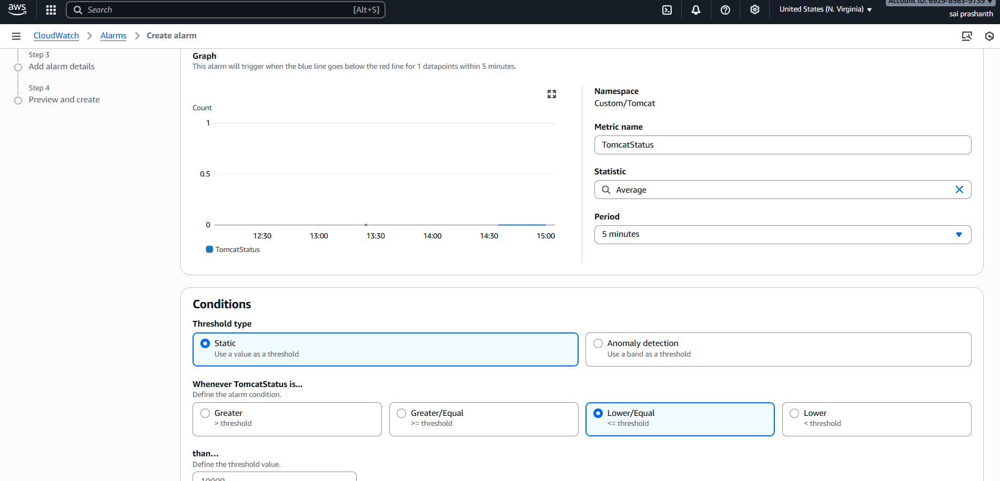 aws
Search [Alt+S]
United States (N. Virginia)
Account ID: 6929-8563-9739
sai prashanth
CloudWatch > Alarms > Create alarm
Step 3
Add alarm details
Step 4
Preview and create
Graph
This alarm will trigger when the blue line goes below the red line for 1 datapoints within 5 minutes.
Count
1
0.5
0
12:30 13:00 13:30 14:00 14:30 15:00
TomcatStatus
Namespace
Custom/Tomcat
Metric name
TomcatStatus
Statistic
Average
Period
5 minutes
Conditions
Threshold type
Static
Use a value as a threshold
Anomaly detection
Use a band as a threshold
Whenever TomcatStatus is...
Define the alarm condition.
Greater
> threshold
Greater/Equal
>= threshold
Lower/Equal
<= threshold
Lower
< threshold
than...
Define the threshold value.
10000